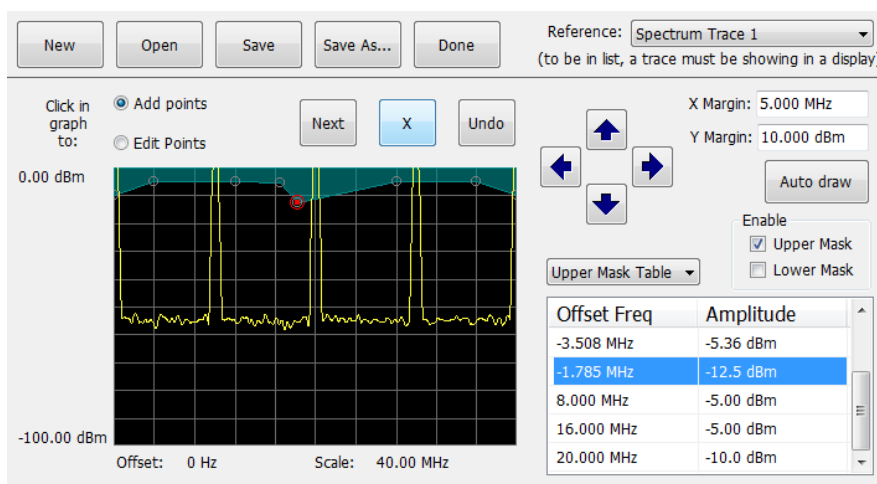 New Open Save Save As... Done
Reference: Spectrum Trace 1
(to be in list, a trace must be showing in a display)
Click in graph to:
Add points
Edit Points
Next X Undo
X Margin: 5.000 MHz
Y Margin: 10.000 dBm
Auto draw
Enable
Upper Mask
Lower Mask
0.00 dBm
-100.00 dBm
Offset: 0 Hz Scale: 40.00 MHz
Upper Mask Table
Offset Freq Amplitude
-3.508 MHz -5.36 dBm
-1.785 MHz -12.5 dBm
8.000 MHz -5.00 dBm
16.000 MHz -5.00 dBm
20.000 MHz -10.0 dBm